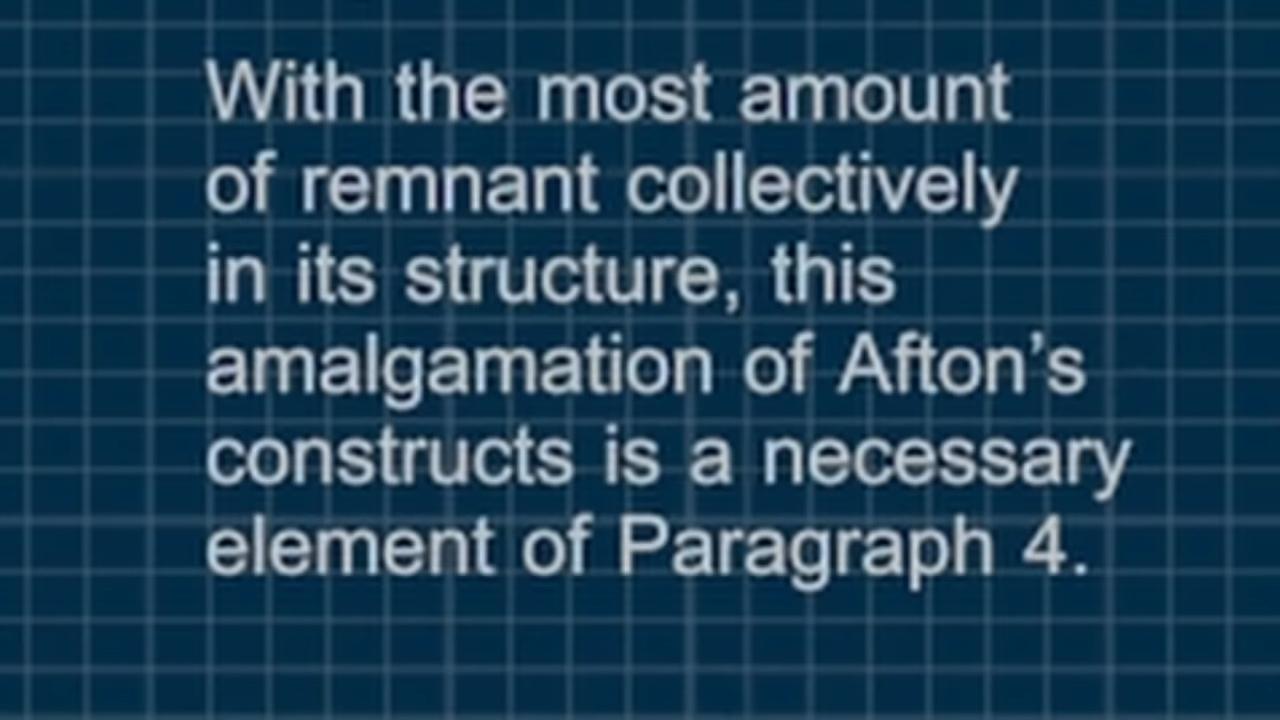 With the most amount
of remnant collectively
in its structure, this
amalgamation of Afton’s
constructs is a necessary
element of Paragraph 4.